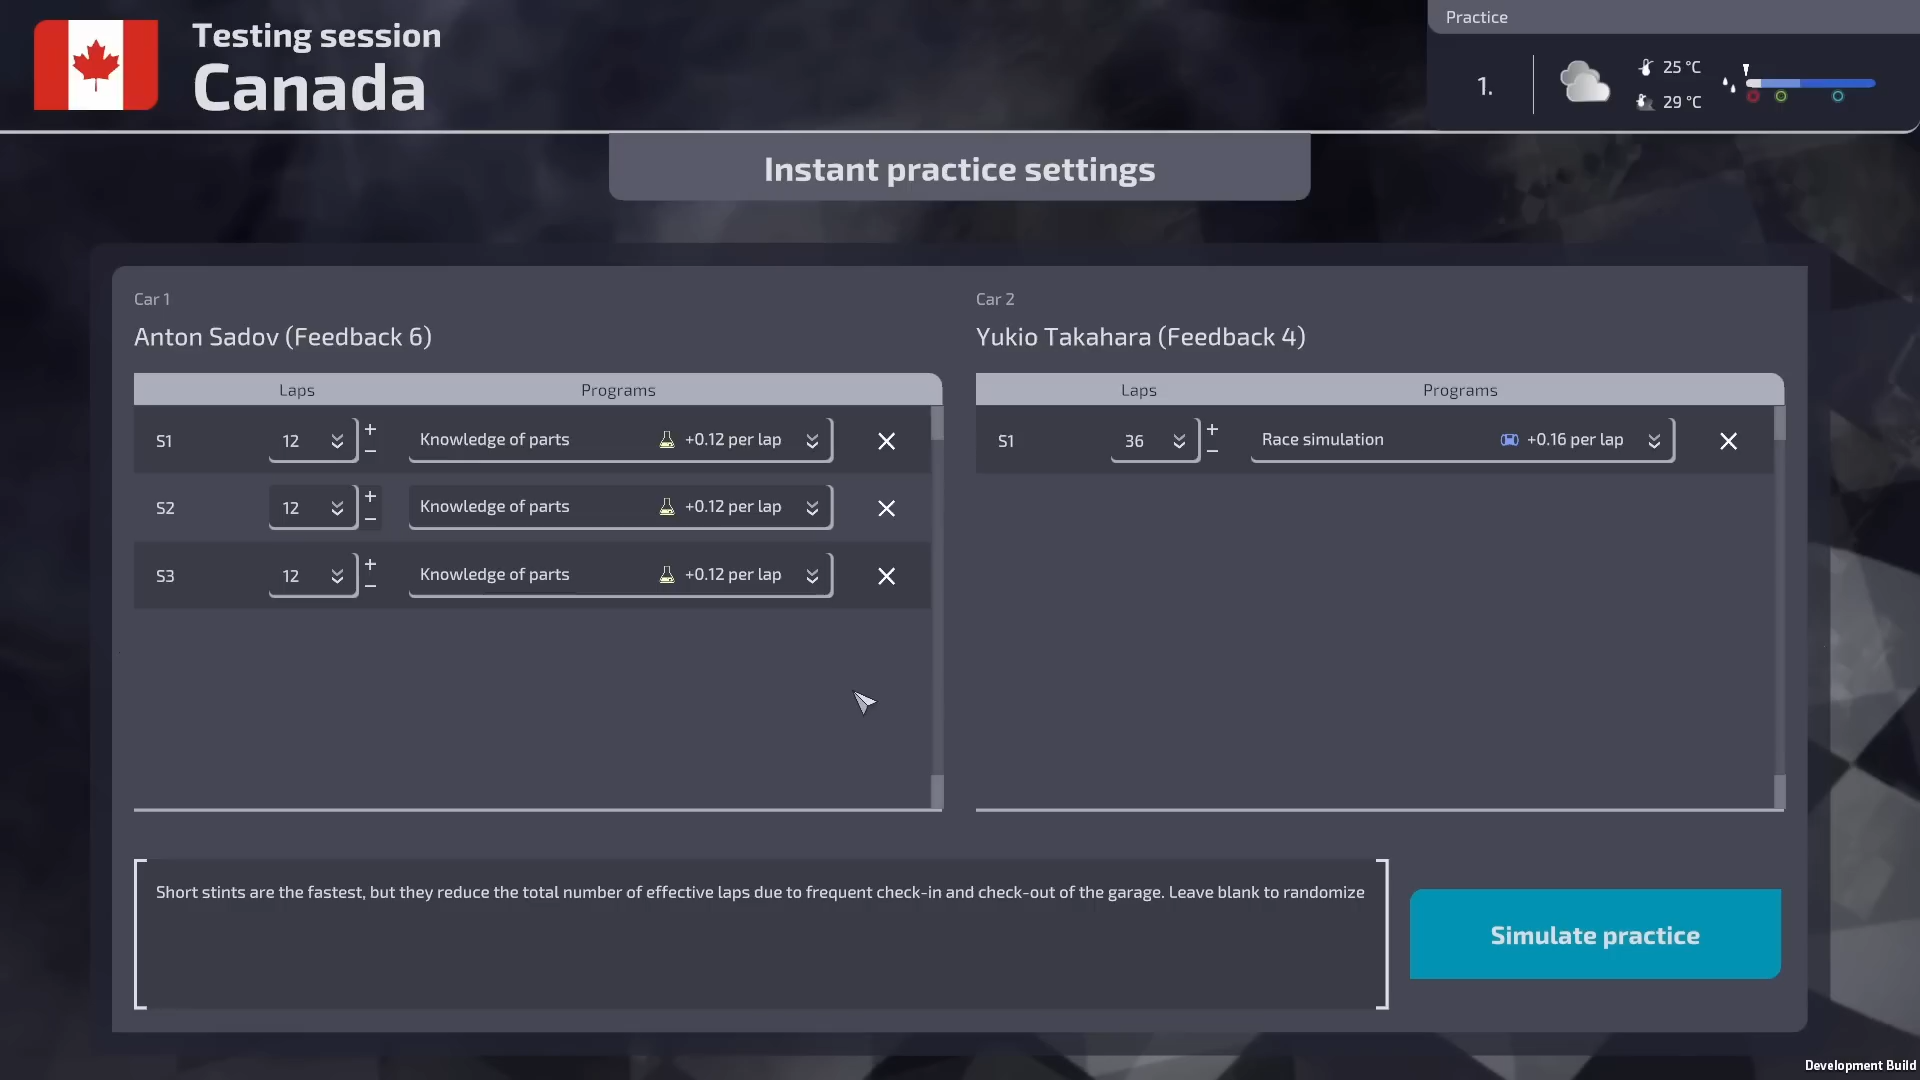 Testing session
Canada
Practice
1.
25 °C
29 °C
Instant practice settings
Car 1
Anton Sadov (Feedback 6)
Laps Programs
S1 12 + − Knowledge of parts +0.12 per lap
S2 12 + − Knowledge of parts +0.12 per lap
S3 12 + − Knowledge of parts +0.12 per lap
Car 2
Yukio Takahara (Feedback 4)
Laps Programs
S1 36 + − Race simulation +0.16 per lap
Short stints are the fastest, but they reduce the total number of effective laps due to frequent check-in and check-out of the garage. Leave blank to randomize
Simulate practice
Development Build